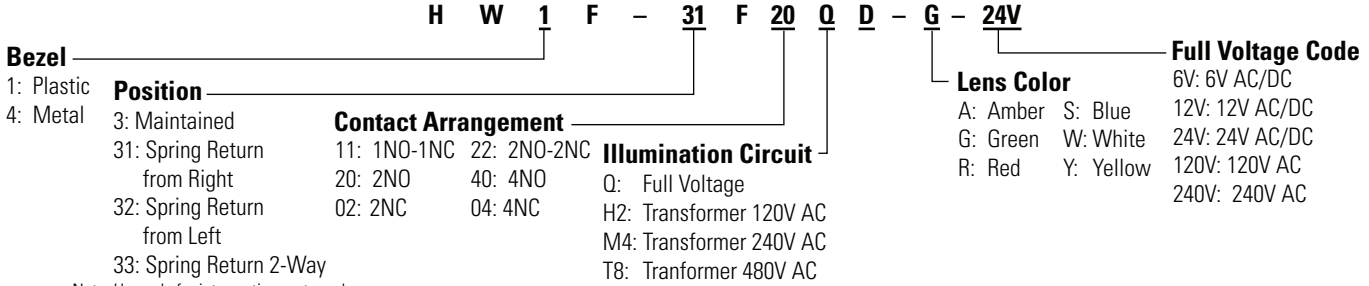 H W 1 F – 31 F 20 Q D – G – 24V
Bezel
1: Plastic
4: Metal
Position
3: Maintained
31: Spring Return
from Right
32: Spring Return
from Left
33: Spring Return 2-Way
Contact Arrangement
11: 1NO-1NC 22: 2NO-2NC
20: 2NO 40: 4NO
02: 2NC 04: 4NC
Illumination Circuit
Q: Full Voltage
H2: Transformer 120V AC
M4: Transformer 240V AC
T8: Tranformer 480V AC
Lens Color
A: Amber S: Blue
G: Green W: White
R: Red Y: Yellow
Full Voltage Code
6V: 6V AC/DC
12V: 12V AC/DC
24V: 24V AC/DC
120V: 120V AC
240V: 240V AC